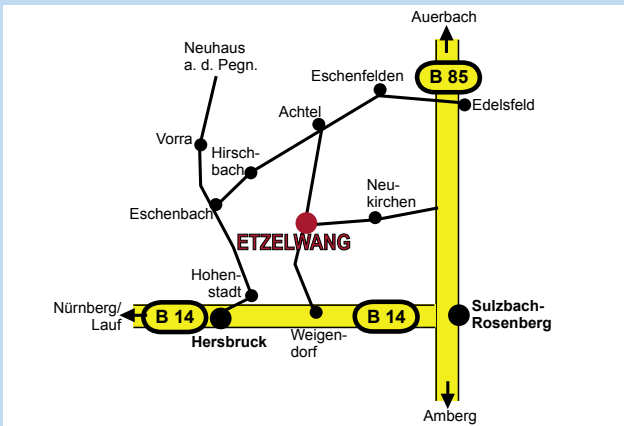 Auerbach
Neuhaus
a. d. Pegn.
Eschenfelden
B 85
Edelsfeld
Achtel
Vorra
Hirsch-
bach
Neu-
kirchen
Eschenbach
ETZELWANG
Hohen-
stadt
Nürnberg/
Lauf
B 14
Hersbruck
Weigen-
dorf
B 14
Sulzbach-
Rosenberg
Amberg